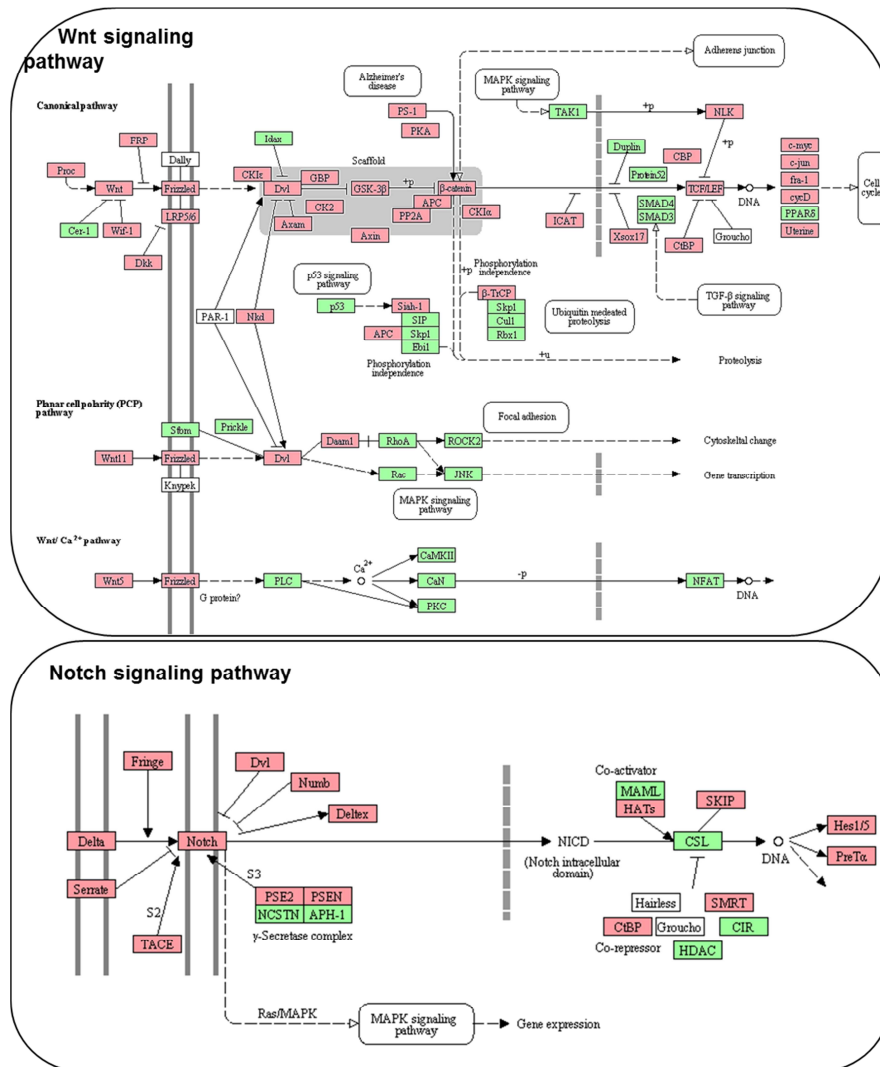 Wnt signaling
pathway
Adherens junction
Alzheimer's
disease
MAPK signaling
pathway
+p
Canonical pathway
PS-1
TAK1
NLK
FRP
Idax
PKA
Duplin
+p
c-myc
Dally
Scaffold
CBP
c-jun
Proc
CKIε
GBP
Protein52
Wnt
Frizzled
Dvl
GSK-3β
+p
β-catenin
TCF/LEF
DNA
fra-1
Cell
cycle
APC
SMAD4
cycD
LRP5/6
CK2
PP2A
CKIα
ICAT
SMAD3
PPARδ
Cer-1
Wif-1
Axam
Xsox17
Uterine
Axin
CtBP
Groucho
Dkk
Phosphorylation
independence
p53 signaling
pathway
+p
TGF-β signaling
pathway
β-TrCP
p53
Siah-1
Skp1
PAR-1
Nkd
SIP
Cul1
Ubiquitin medeated
proteolysis
APC
Skp1
Rbx1
Ebi1
Phosphorylation
independence
+u
Proteolysis
Planar cell polarity (PCP)
pathway
Focal adhesion
Stbm
Prickle
Daam1
RhoA
ROCK2
Cytoskeltal change
Wnt11
Frizzled
Dvl
Rac
JNK
Gene transcription
Knypek
MAPK singnaling
pathway
Wnt/ Ca2+ pathway
CaMKII
Ca2+
Wnt5
Frizzled
PLC
CaN
-p
NFAT
DNA
G protein?
PKC
Notch signaling pathway
Fringe
Dvl
Co-activator
Numb
MAML
SKIP
Deltex
HATs
Hes1/5
Delta
Notch
NICD
CSL
DNA
(Notch intracellular
domain)
PreTα
S3
Serrate
PSE2
PSEN
Hairless
SMRT
S2
NCSTN
APH-1
CtBP
Groucho
CIR
γ-Secretase complex
TACE
Co-repressor
HDAC
Ras/MAPK
MAPK signaling
pathway
Gene expression